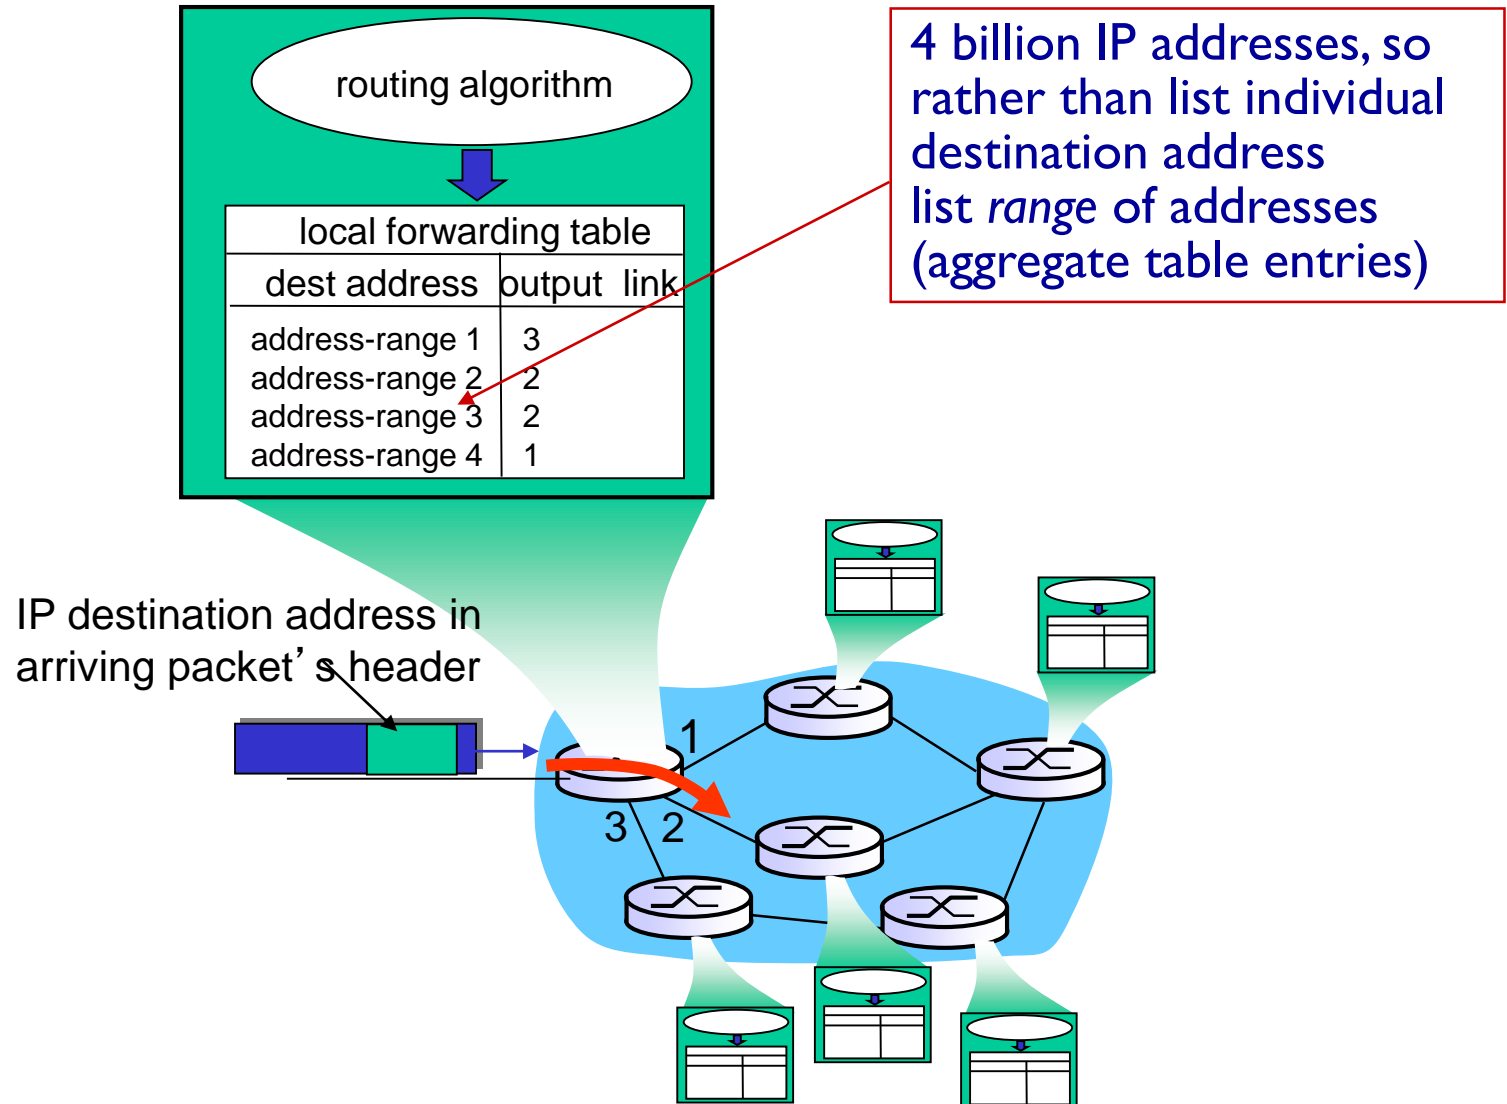 routing algorithm
local forwarding table
dest address output link
address-range 1 3
address-range 2 2
address-range 3 2
address-range 4 1
4 billion IP addresses, so
rather than list individual
destination address
list range of addresses
(aggregate table entries)
IP destination address in
arriving packet’s header
1
3 2